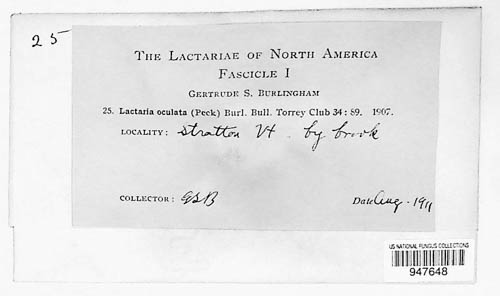 25
THE LACTARIAE OF NORTH AMERICA
FASCICLE I
GERTRUDE S. BURLINGHAM
25. Lactaria oculata (Peck) Burl. Bull. Torrey Club 34: 89. 1907.
LOCALITY: Stratton Vt. by brook
COLLECTOR: GSB Date Aug. 1911
US NATIONAL FUNGUS COLLECTIONS
947648